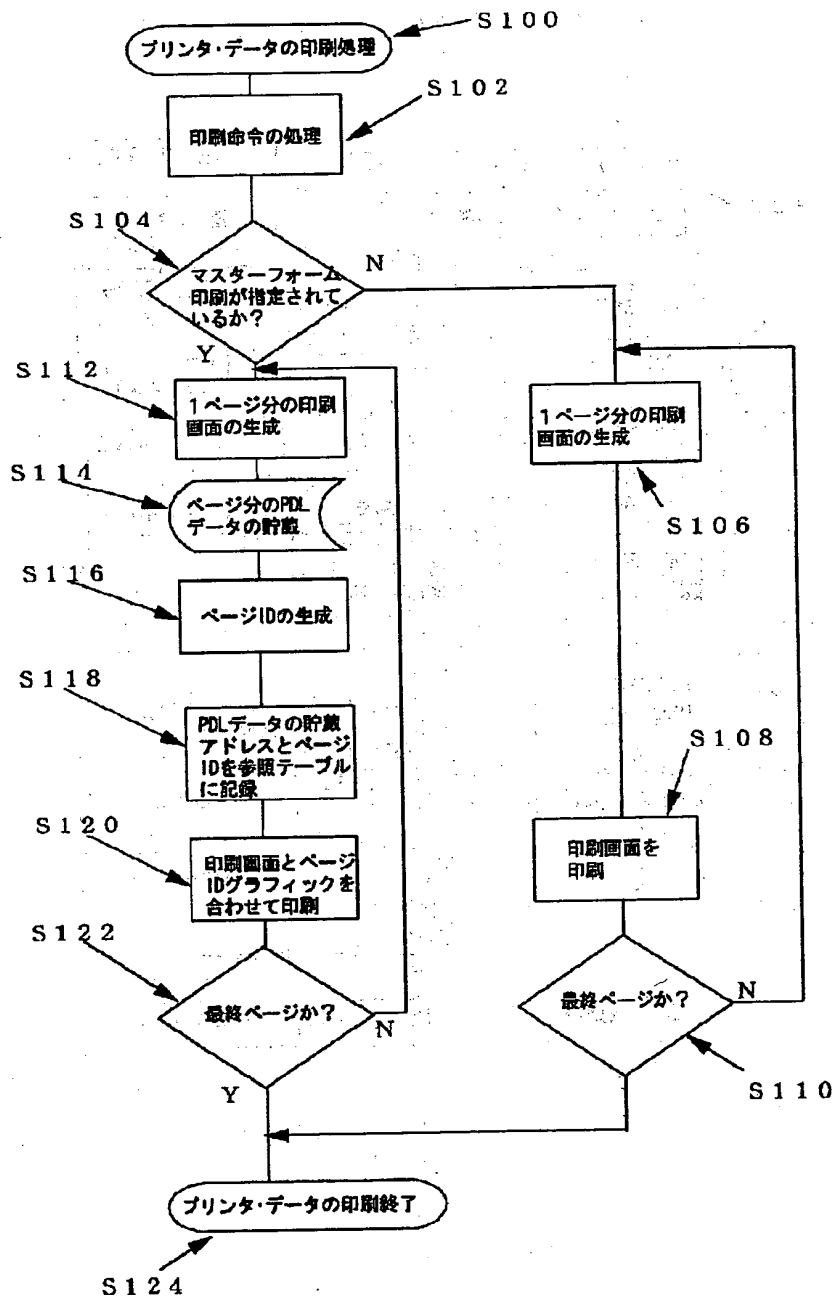 S100
プリンタ・データの印刷処理
S102
印刷命令の処理
S104
マスターフォーム
印刷が指定されて
いるか?
N
Y
S112
1ページ分の印刷
画面の生成
S114
ページ分のPDL
データの貯蔵
S116
ページIDの生成
S118
PDLデータの貯蔵
アドレスとページ
IDを参照テーブル
に記録
S120
印刷画面とページ
IDグラフィックを
合わせて印刷
S122
最終ページか?
N
Y
1ページ分の印刷
画面の生成
S106
S108
印刷画面を
印刷
最終ページか?
N
S110
プリンタ・データの印刷終了
S124